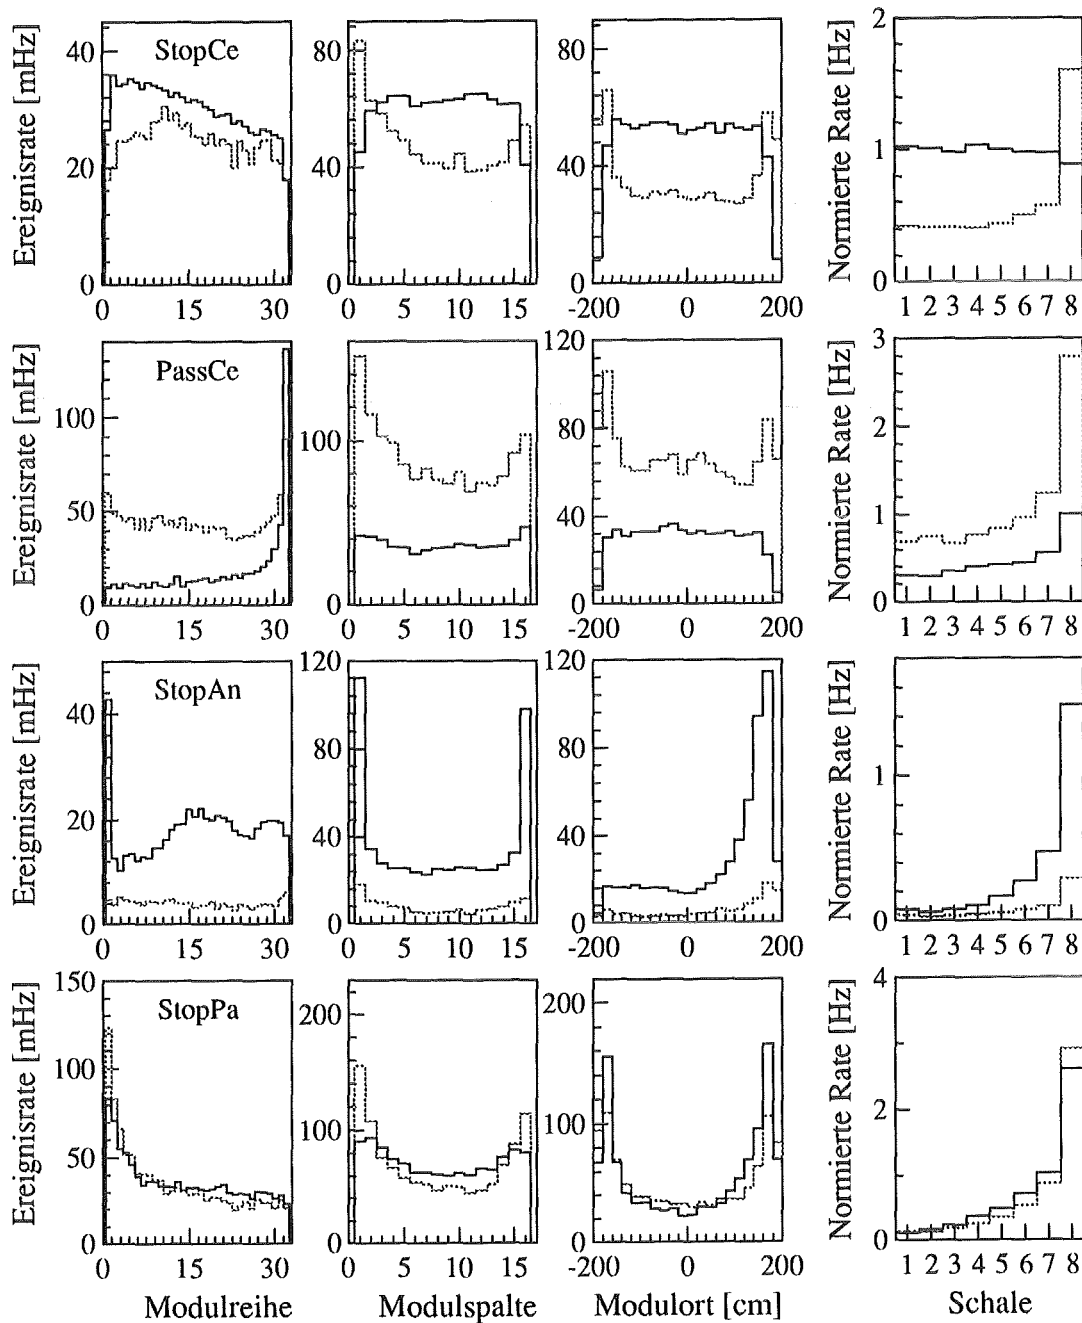 Ereignisrate [mHz]
40
20
0
StopCe
0 15 30
80
40
0
0 5 10 15
80
40
0
-200 0 200
Normierte Rate [Hz]
2
1
0
1 2 3 4 5 6 7 8
Ereignisrate [mHz]
100
50
0
PassCe
0 15 30
100
0
0 5 10 15
120
80
40
0
-200 0 200
Normierte Rate [Hz]
3
2
1
0
1 2 3 4 5 6 7 8
Ereignisrate [mHz]
40
20
0
StopAn
0 15 30
120
80
40
0
0 5 10 15
120
80
40
0
-200 0 200
Normierte Rate [Hz]
1
0
1 2 3 4 5 6 7 8
Ereignisrate [mHz]
150
100
50
0
StopPa
0 15 30
200
100
0
0 5 10 15
200
100
0
-200 0 200
Normierte Rate [Hz]
4
2
0
1 2 3 4 5 6 7 8
Modulreihe
Modulspalte
Modulort [cm]
Schale